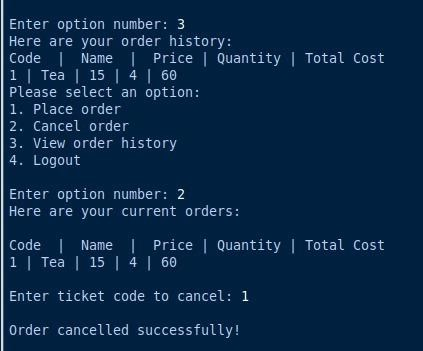 Enter option number: 3
Here are your order history:
Code  |  Name  |  Price | Quantity | Total Cost
1 | Tea | 15 | 4 | 60
Please select an option:
1. Place order
2. Cancel order
3. View order history
4. Logout
Enter option number: 2
Here are your current orders:
Code  |  Name  |  Price | Quantity | Total Cost
1 | Tea | 15 | 4 | 60
Enter ticket code to cancel: 1
Order cancelled successfully!